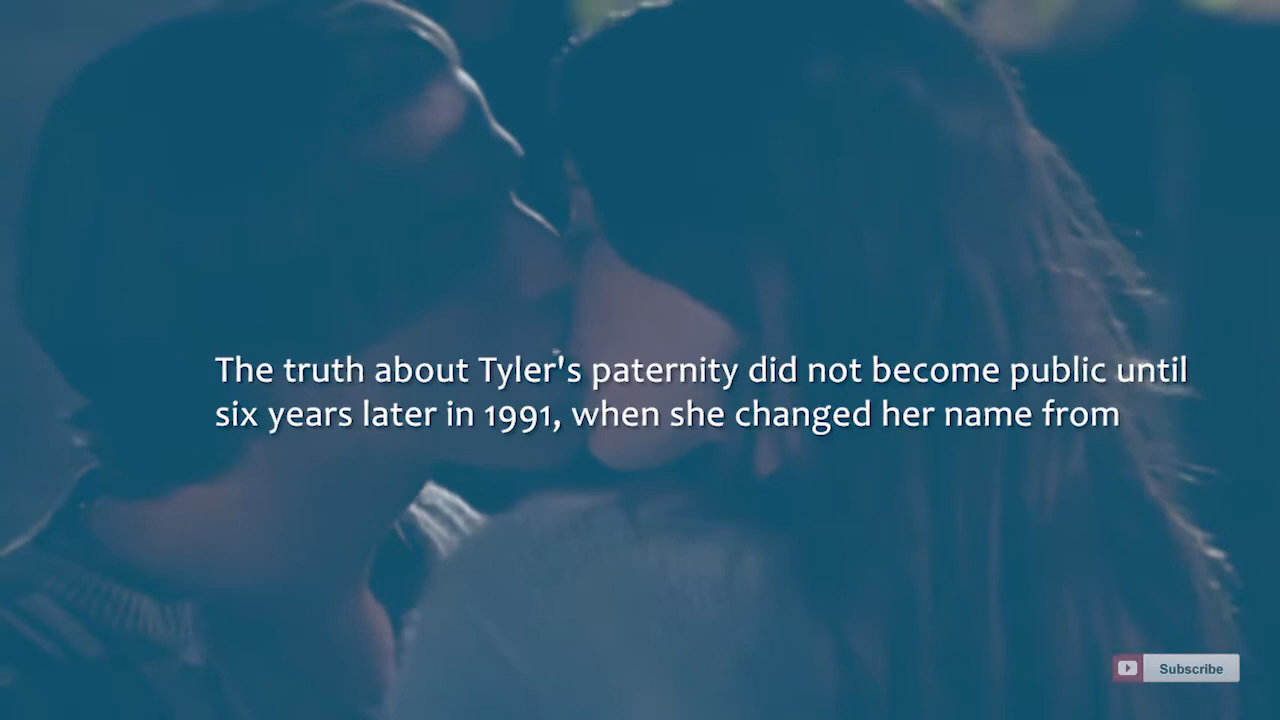 The truth about Tyler's paternity did not become public until
six years later in 1991, when she changed her name from
Subscribe